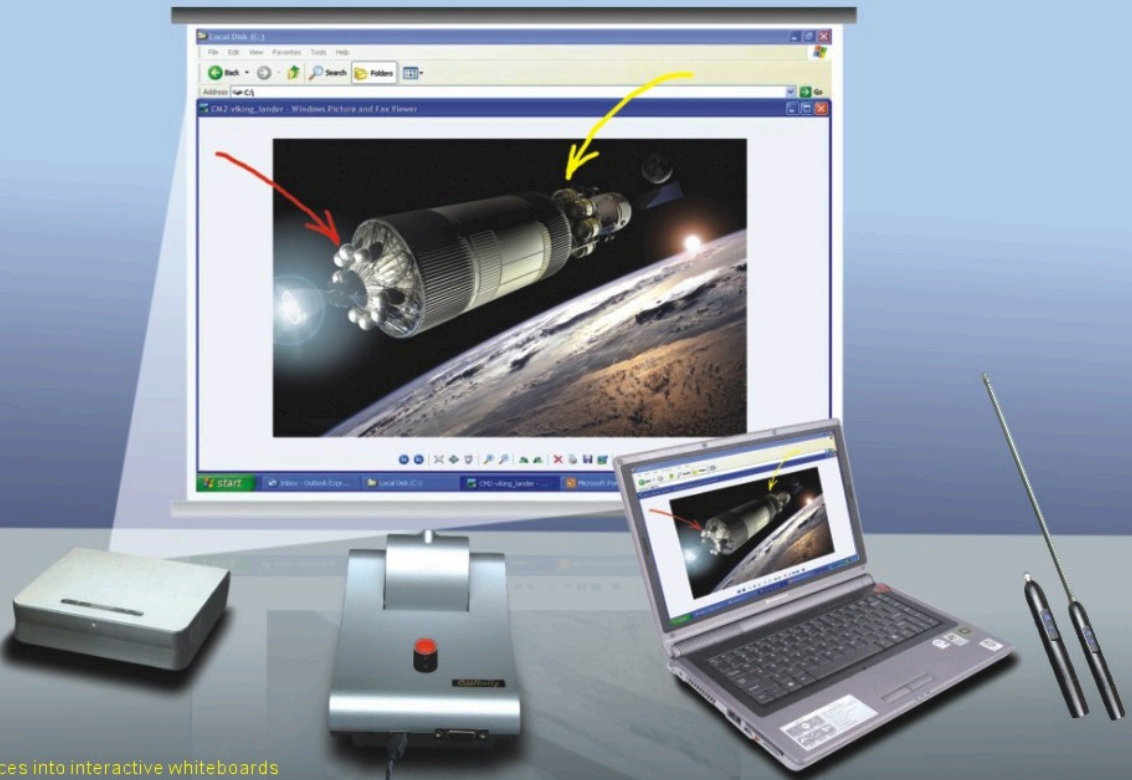 Local Disk (C:)
File Edit View Favorites Tools Help
Back Search Folders
Address C:\ Go
CM2-viking_lander - Windows Picture and Fax Viewer
start Inbox - Outlook Expr... Local Disk (C:) CM2-viking_lander - ... Microsoft
ces into interactive whiteboards